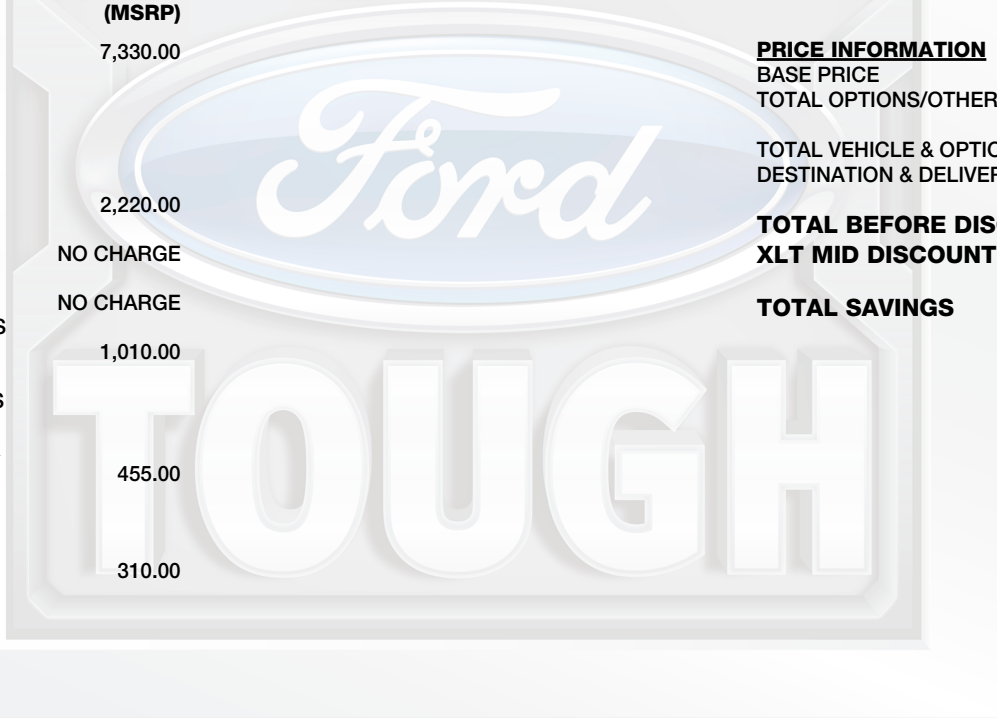 (MSRP)
7,330.00
2,220.00
NO CHARGE
NO CHARGE
S
1,010.00
S
455.00
310.00
PRICE INFORMATION
BASE PRICE
TOTAL OPTIONS/OTHER
TOTAL VEHICLE & OPTIO
DESTINATION & DELIVER
TOTAL BEFORE DIS
XLT MID DISCOUNT
TOTAL SAVINGS
Ford
TOUGH